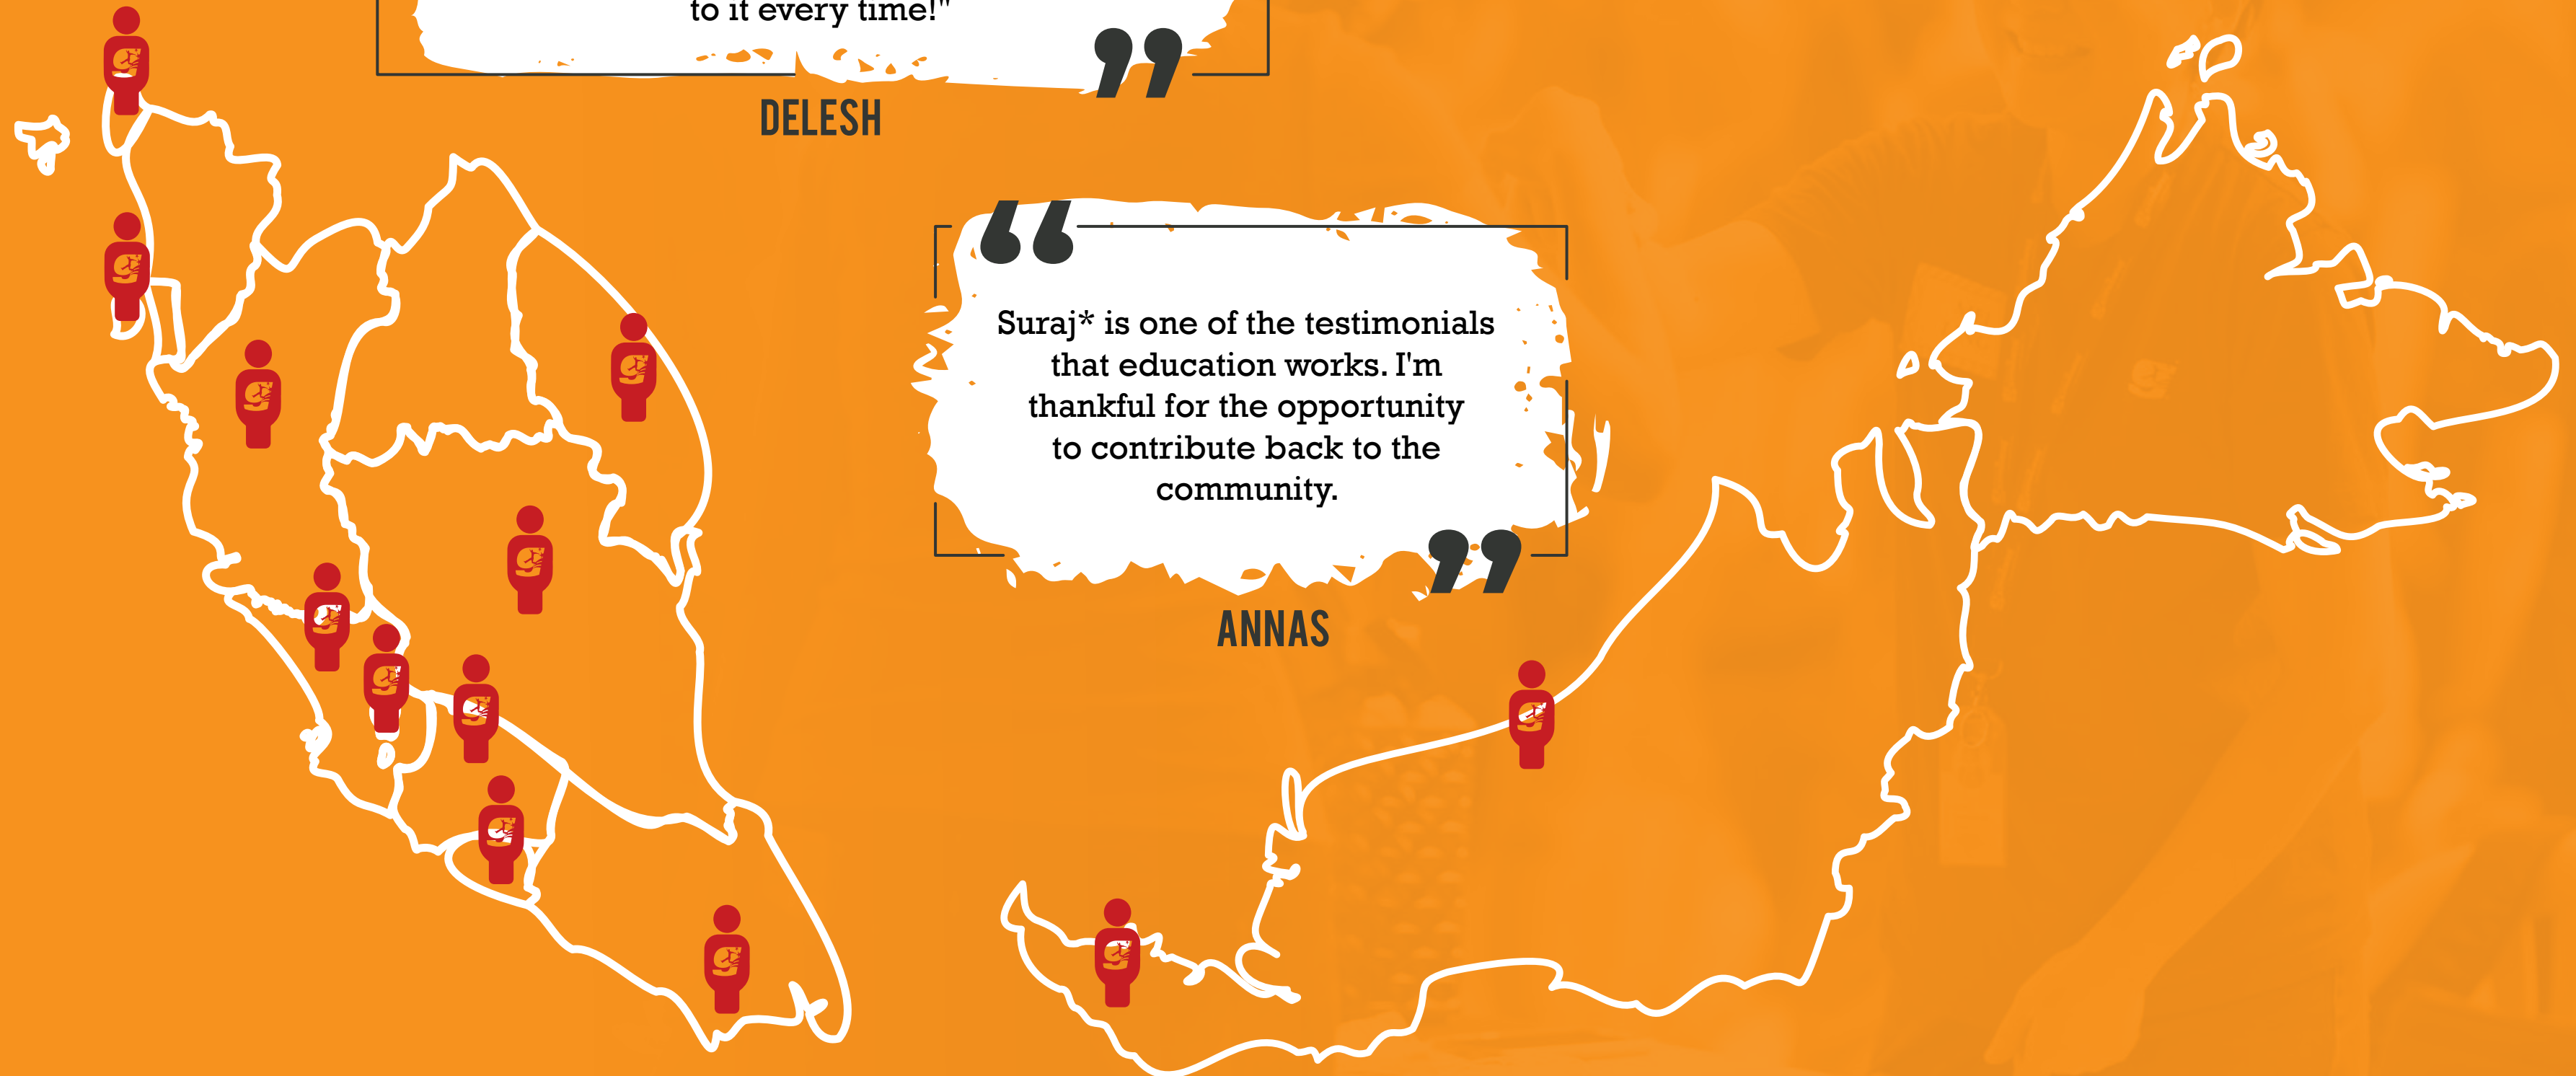 to it every time!"
DELESH
Suraj* is one of the testimonials
that education works. I'm
thankful for the opportunity
to contribute back to the
community.
ANNAS